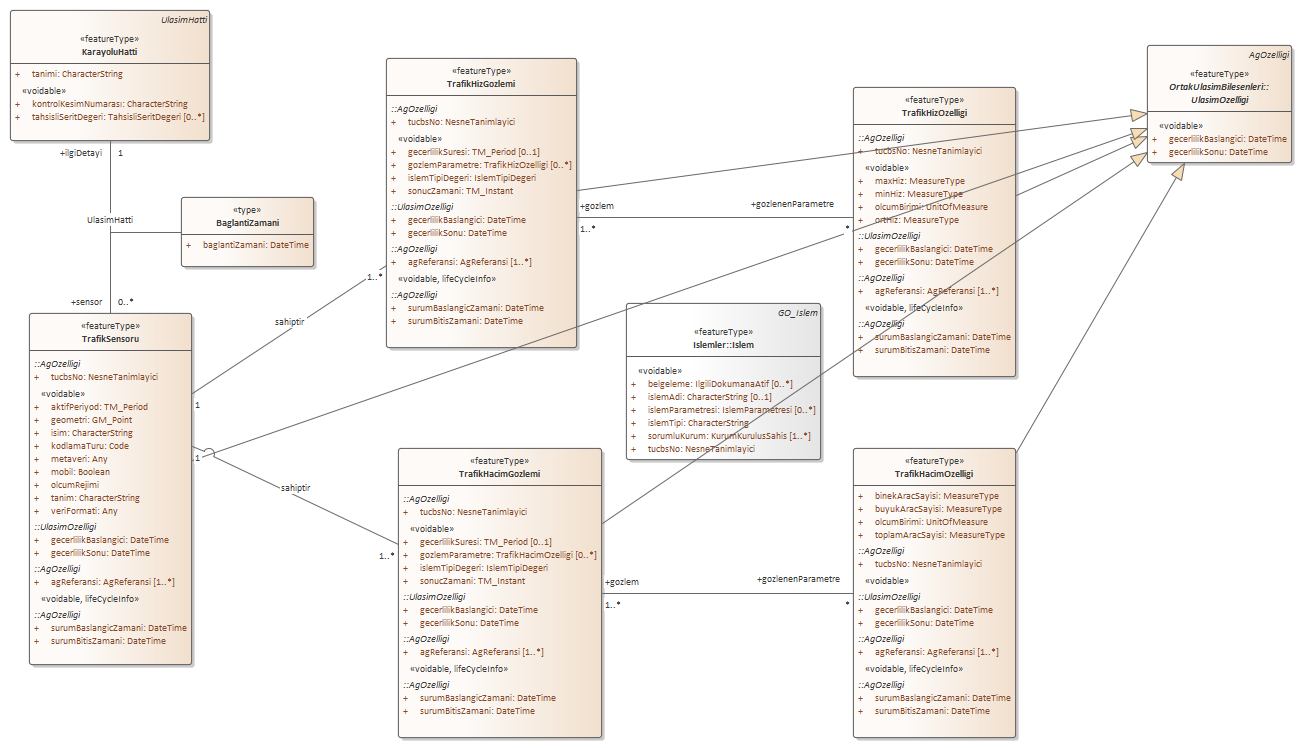 UlasimHatti
«featureType»
KarayoluHatti
+ tanimi: CharacterString
«voidable»
+ kontrolKesimNumarası: CharacterString
+ tahsisliSeritDegeri: TahsisliSeritDegeri [0..*]
+ilgiDetayi 1
UlasimHatti
«type»
BaglantiZamani
+ baglantiZamani: DateTime
+sensor 0..*
«featureType»
TrafikSensoru
::AgOzelligi
+ tucbsNo: NesneTanimlayici
«voidable»
+ aktifPeriyod: TM_Period
+ geometri: GM_Point
+ isim: CharacterString
+ kodlamaTuru: Code
+ metaveri: Any
+ mobil: Boolean
+ olcumRejimi
+ tanim: CharacterString
+ veriFormati: Any
::UlasimOzelligi
+ gecerlilikBaslangici: DateTime
+ gecerlilikSonu: DateTime
::AgOzelligi
+ agReferansi: AgReferansi [1..*]
«voidable, lifeCycleInfo»
::AgOzelligi
+ surumBaslangicZamani: DateTime
+ surumBitisZamani: DateTime
sahiptir
1..*
1
sahiptir
1
1..*
«featureType»
TrafikHizGozlemi
::AgOzelligi
+ tucbsNo: NesneTanimlayici
«voidable»
+ gecerlilikSuresi: TM_Period [0..1]
+ gozlemParametre: TrafikHizOzelligi [0..*]
+ islemTipiDegeri: IslemTipiDegeri
+ sonucZamani: TM_Instant
::UlasimOzelligi
+ gecerlilikBaslangici: DateTime
+ gecerlilikSonu: DateTime
::AgOzelligi
+ agReferansi: AgReferansi [1..*]
«voidable, lifeCycleInfo»
::AgOzelligi
+ surumBaslangicZamani: DateTime
+ surumBitisZamani: DateTime
+gozlem
1..*
+gozlenenParametre
*
«featureType»
TrafikHizOzelligi
::AgOzelligi
+ tucbsNo: NesneTanimlayici
«voidable»
+ maxHiz: MeasureType
+ minHiz: MeasureType
+ olcumBirimi: UnitOfMeasure
+ ortHiz: MeasureType
::UlasimOzelligi
+ gecerlilikBaslangici: DateTime
+ gecerlilikSonu: DateTime
::AgOzelligi
+ agReferansi: AgReferansi [1..*]
«voidable, lifeCycleInfo»
::AgOzelligi
+ surumBaslangicZamani: DateTime
+ surumBitisZamani: DateTime
AgOzelligi
«featureType»
OrtakUlasimBilesenleri::
UlasimOzelligi
«voidable»
+ gecerlilikBaslangici: DateTime
+ gecerlilikSonu: DateTime
GO_Islem
«featureType»
Islemler::Islem
«voidable»
+ belgeleme: IlgiliDokumanaAtif [0..*]
+ islemAdi: CharacterString [0..1]
+ islemParametresi: IslemParametresi [0..*]
+ islemTipi: CharacterString
+ sorumluKurum: KurumKurulusSahis [1..*]
+ tucbsNo: NesneTanimlayici
«featureType»
TrafikHacimGozlemi
::AgOzelligi
+ tucbsNo: NesneTanimlayici
«voidable»
+ gecerlilikSuresi: TM_Period [0..1]
+ gozlemParametre: TrafikHacimOzelligi [0..*]
+ islemTipiDegeri: IslemTipiDegeri
+ sonucZamani: TM_Instant
::UlasimOzelligi
+ gecerlilikBaslangici: DateTime
+ gecerlilikSonu: DateTime
::AgOzelligi
+ agReferansi: AgReferansi [1..*]
«voidable, lifeCycleInfo»
::AgOzelligi
+ surumBaslangicZamani: DateTime
+ surumBitisZamani: DateTime
+gozlem
1..*
+gozlenenParametre
*
«featureType»
TrafikHacimOzelligi
+ binekAracSayisi: MeasureType
+ buyukAracSayisi: MeasureType
+ olcumBirimi: UnitOfMeasure
+ toplamAracSayisi: MeasureType
::AgOzelligi
+ tucbsNo: NesneTanimlayici
«voidable»
::UlasimOzelligi
+ gecerlilikBaslangici: DateTime
+ gecerlilikSonu: DateTime
::AgOzelligi
+ agReferansi: AgReferansi [1..*]
«voidable, lifeCycleInfo»
::AgOzelligi
+ surumBaslangicZamani: DateTime
+ surumBitisZamani: DateTime